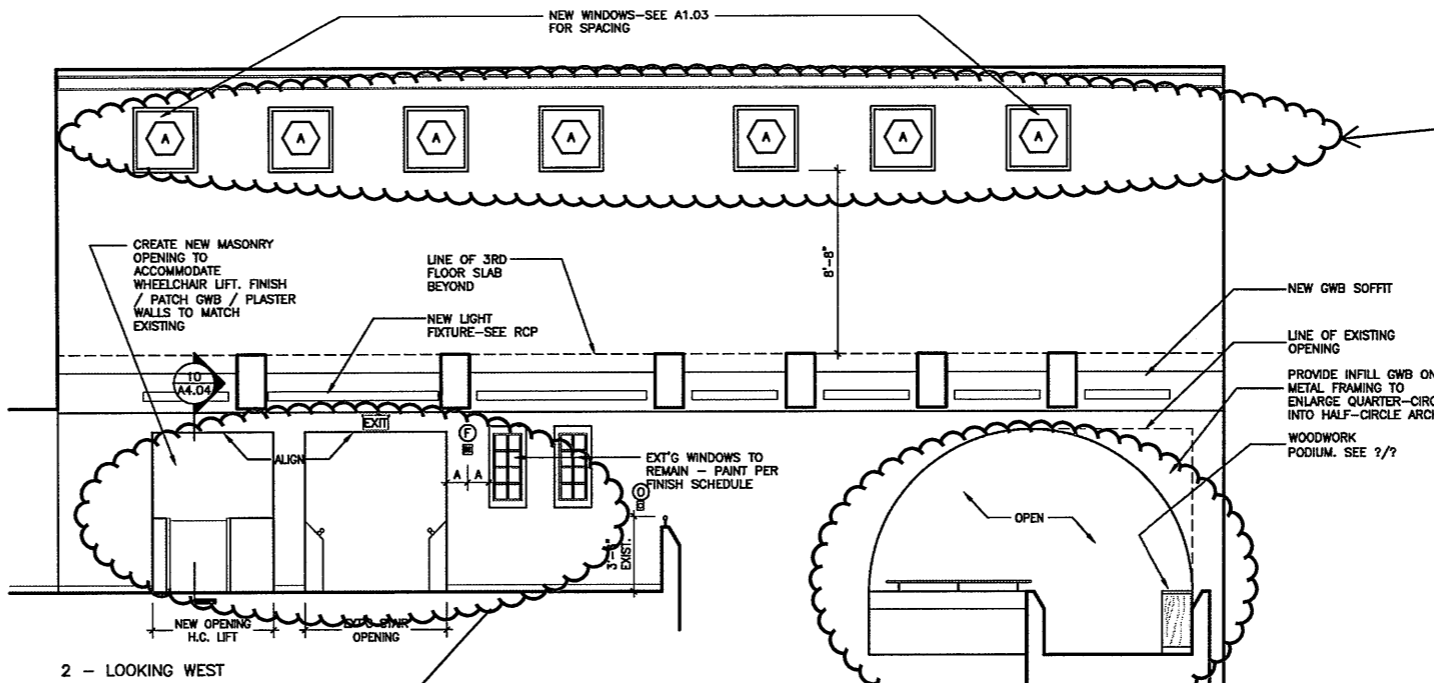 NEW WINDOWS-SEE A1.03
FOR SPACING
A
A
A
A
A
A
A
8'-8"
CREATE NEW MASONRY
OPENING TO
ACCOMMODATE
WHEELCHAIR LIFT. FINISH
/ PATCH GWB / PLASTER
WALLS TO MATCH
EXISTING
LINE OF 3RD
FLOOR SLAB
BEYOND
NEW LIGHT
FIXTURE-SEE RCP
NEW GWB SOFFIT
LINE OF EXISTING
OPENING
PROVIDE INFILL GWB ON
METAL FRAMING TO
ENLARGE QUARTER-CIRC
INTO HALF-CIRCLE ARCH
WOODWORK
PODIUM. SEE ?/?
10
A4.04
EXIT
F
ALIGN
A A
EXT'G WINDOWS TO
REMAIN - PAINT PER
FINISH SCHEDULE
O
3'-6"
EXIST.
OPEN
NEW OPENING
H.C. LIFT
EXT'G STAIR
OPENING
2 - LOOKING WEST